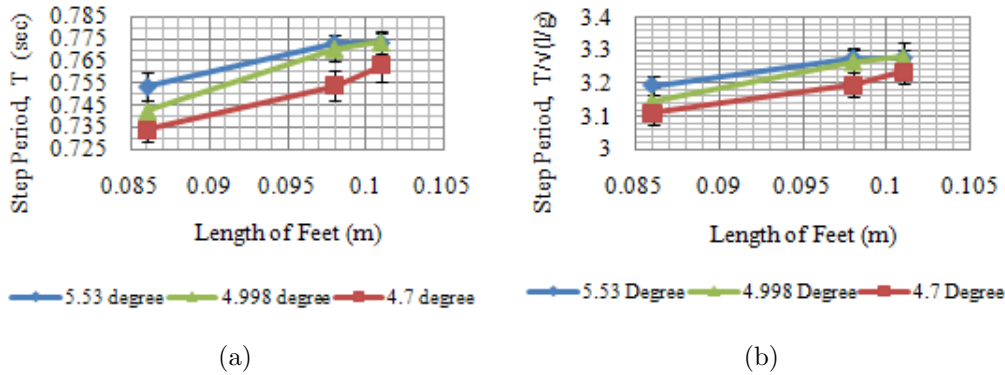 Step Period, T (sec)
0.785
0.775
0.765
0.755
0.745
0.735
0.725
0.085 0.09 0.095 0.1 0.105
Length of Feet (m)
5.53 degree 4.998 degree 4.7 degree
(a)
Step Period, T/√(l/g)
3.4
3.3
3.2
3.1
3
0.085 0.09 0.095 0.1 0.105
Length of Feet (m)
5.53 Degree 4.998 Degree 4.7 Degree
(b)